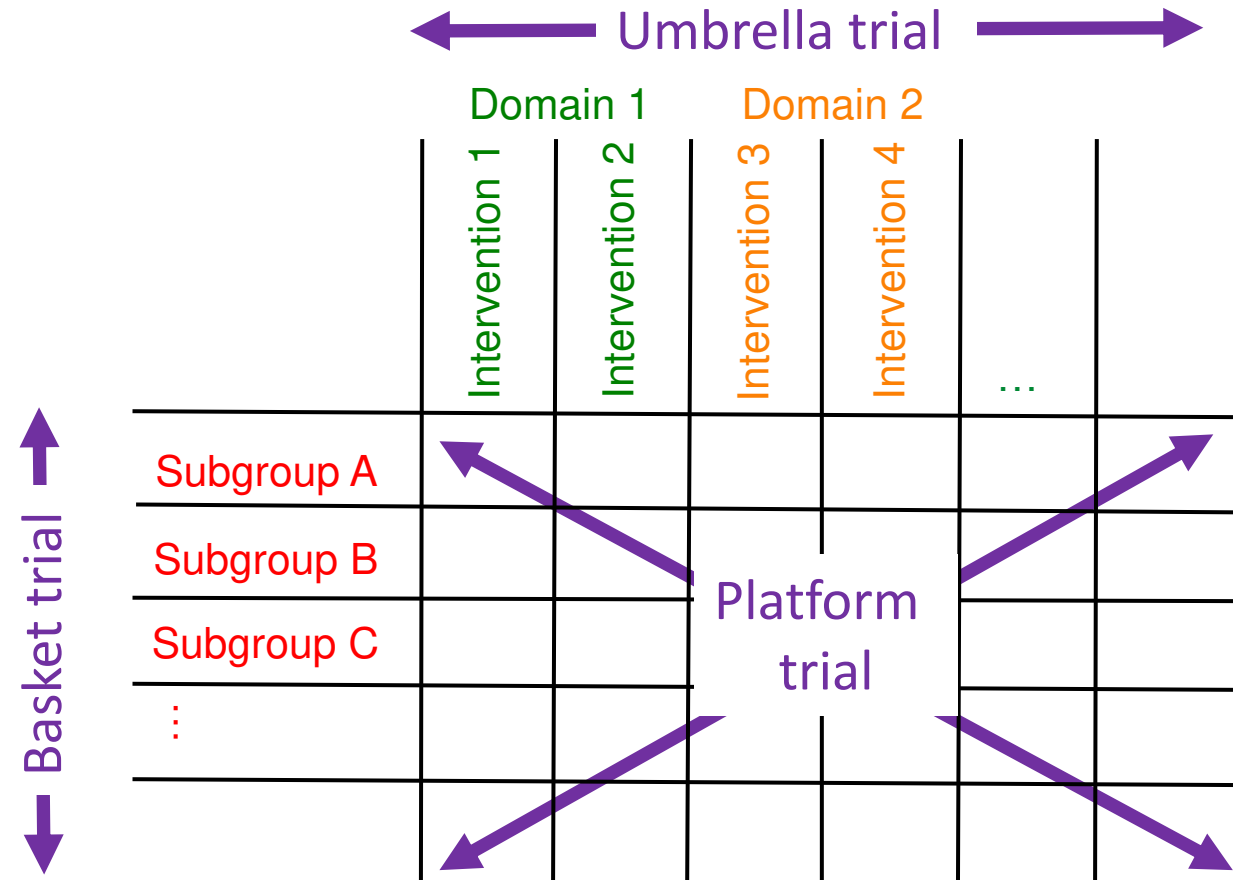 Umbrella trial
Domain 1
Domain 2
Intervention 1
Intervention 2
Intervention 3
Intervention 4
...
Subgroup A
Subgroup B
Subgroup C
...
Basket trial
Platform
trial